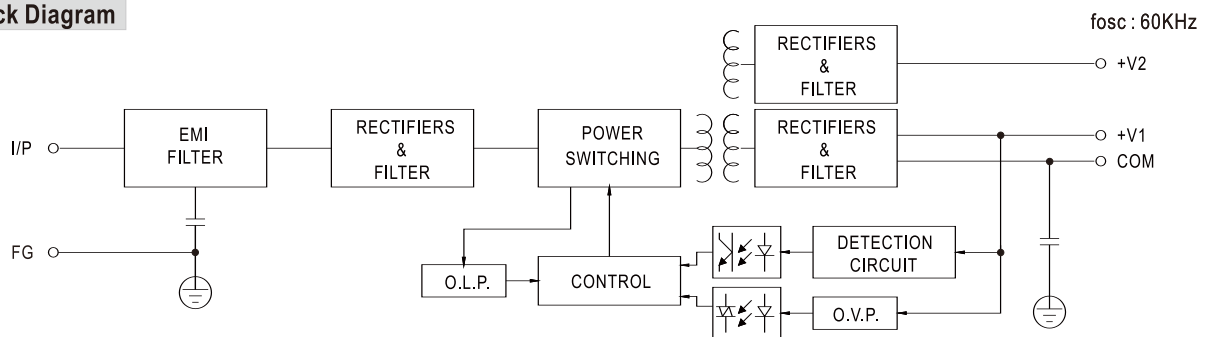 ck Diagram
fosc : 60KHz
RECTIFIERS
&
FILTER
+V2
I/P
EMI
FILTER
RECTIFIERS
&
FILTER
POWER
SWITCHING
RECTIFIERS
&
FILTER
+V1
COM
FG
O.L.P.
CONTROL
DETECTION
CIRCUIT
O.V.P.